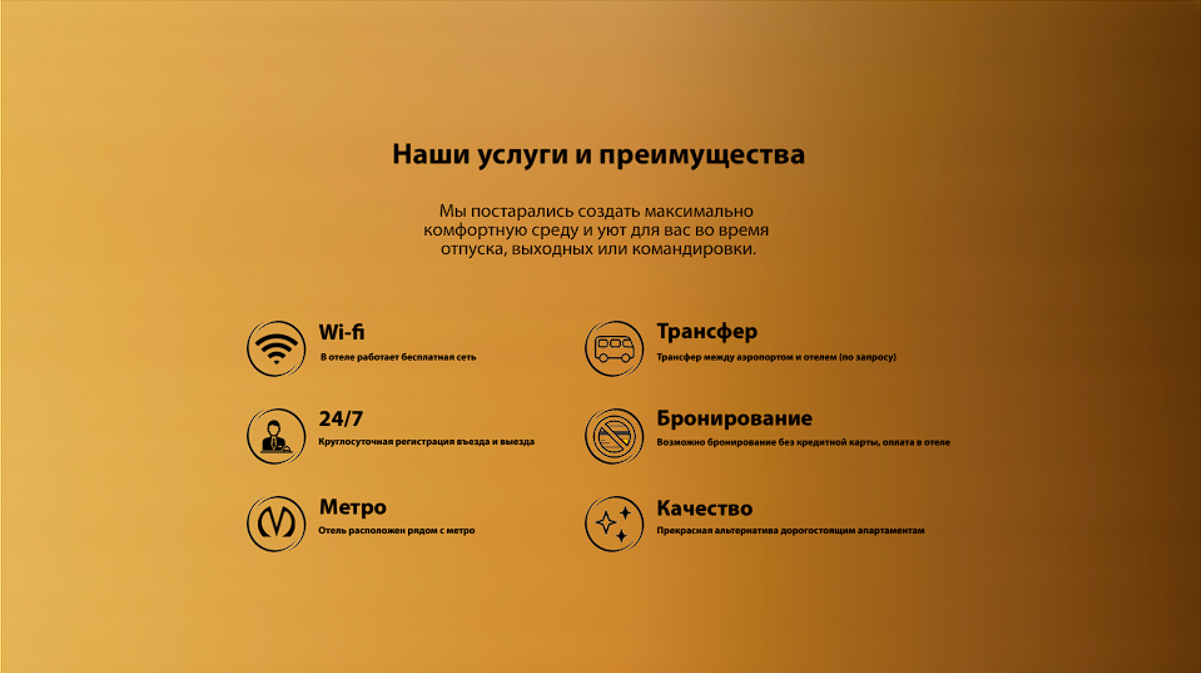 Наши услуги и преимущества
Мы постарались создать максимально
комфортную среду и уют для вас во время
отпуска, выходных или командировки.
Wi-fi
В отеле работает бесплатная сеть
Трансфер
Трансфер между аэропортом и отелем (по запросу)
24/7
Круглосуточная регистрация въезда и выезда
Бронирование
Возможно бронирование без кредитной карты, оплата в отеле
Метро
Отель расположен рядом с метро
Качество
Прекрасная альтернатива дорогостоящим апартаментам